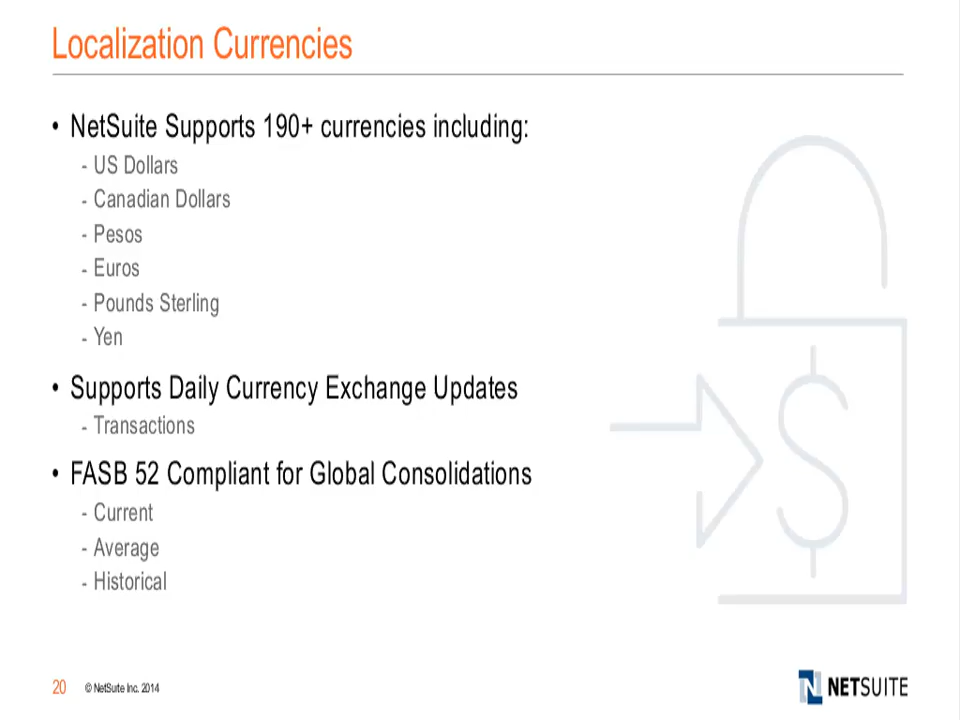 Localization Currencies
• NetSuite Supports 190+ currencies including:
- US Dollars
- Canadian Dollars
- Pesos
- Euros
- Pounds Sterling
- Yen
• Supports Daily Currency Exchange Updates
- Transactions
• FASB 52 Compliant for Global Consolidations
- Current
- Average
- Historical
$
20 © NetSuite Inc. 2014
N NETSUITE